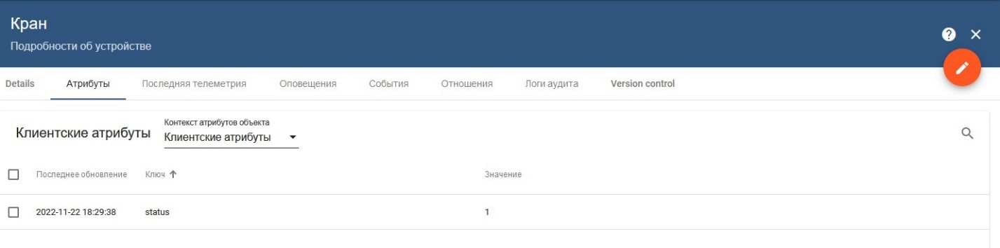 Кран
Подробности об устройстве
Details Атрибуты Последняя телеметрия Оповещения События Отношения Логи аудита Version control
Клиентские атрибуты
Контекст атрибутов объекта
Клиентские атрибуты
Последнее обновление Ключ Значение
2022-11-22 18:29:38 status 1